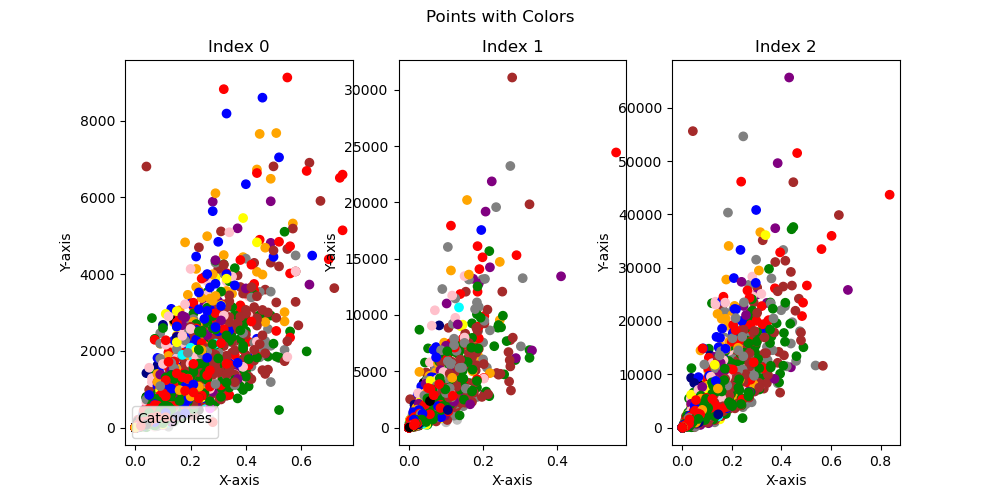 Points with Colors
Index 0
Index 1
Index 2
Y-axis
8000
6000
4000
2000
0
Categories
0.0 0.2 0.4 0.6
X-axis
Y-axis
30000
25000
20000
15000
10000
5000
0
0.0 0.2 0.4
X-axis
Y-axis
60000
50000
40000
30000
20000
10000
0
0.0 0.2 0.4 0.6 0.8
X-axis